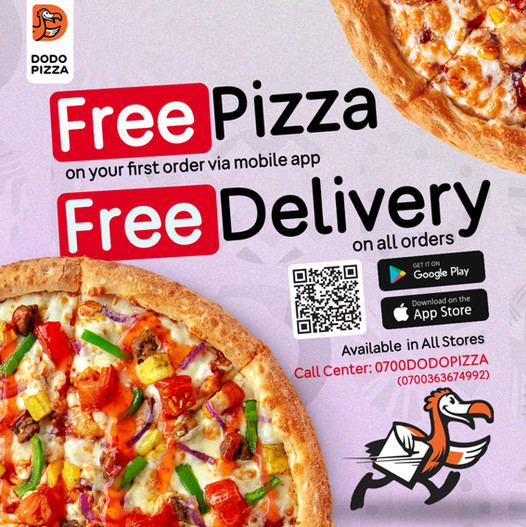 DODO
PIZZA
Free Pizza
on your first order via mobile app
Free Delivery
on all orders
GET IT ON
Google Play
Download on the
App Store
Available in All Stores
Call Center: 0700DODOPIZZA
(0700363674992)